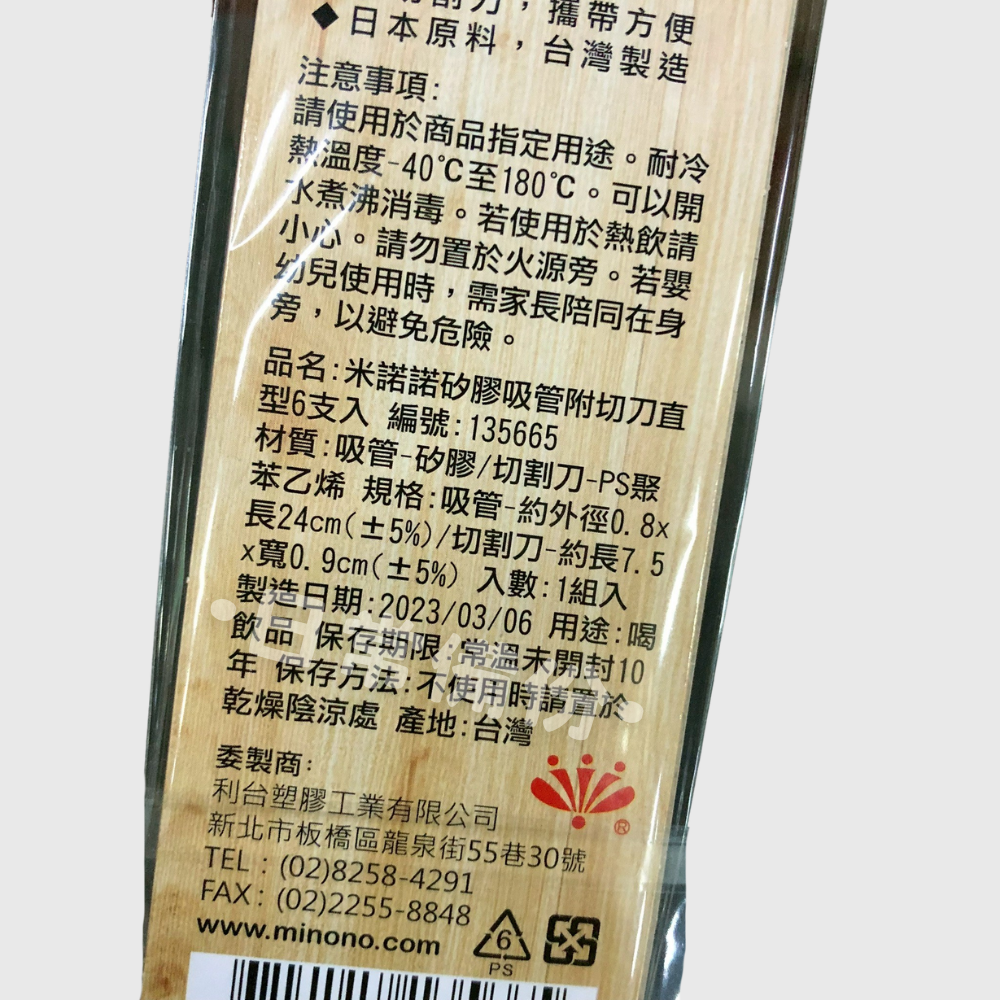 割刀，攜帶方便
◆日本原料，台灣製造
注意事項:
請使用於商品指定用途。耐冷
熱溫度-40℃至180℃。可以開
水煮沸消毒。若使用於熱飲請
小心。請勿置於火源旁。若嬰
幼兒使用時，需家長陪同在身
旁，以避免危險。
品名:米諾諾矽膠吸管附切刀直
型6支入 編號:135665
材質:吸管-矽膠/切割刀-PS聚
苯乙烯 規格:吸管-約外徑0.8x
長24cm(±5%)/切割刀-約長7.5
x寬0.9cm(±5%) 入數:1組入
製造日期:2023/03/06 用途:喝
飲品 保存期限:常溫未開封10
年 保存方法:不使用時請置於
乾燥陰涼處 產地:台灣
委製商:
利台塑膠工業有限公司
新北市板橋區龍泉街55巷30號
TEL : (02)8258-4291
FAX : (02)2255-8848
www.minono.com
6
PS
®